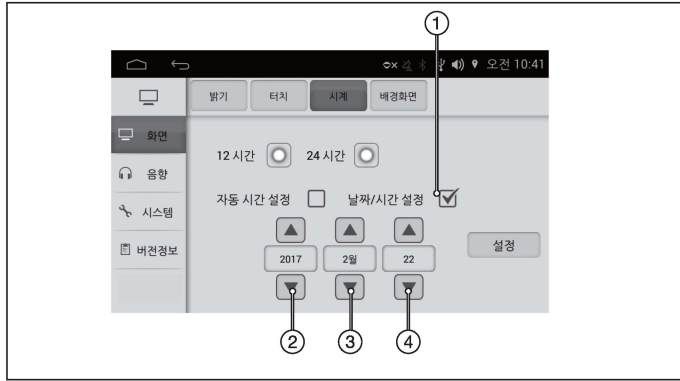 ①
오전 10:41
밝기 터치 시계 배경화면
화면
12 시간 24 시간
음향
자동 시간 설정 날짜/시간 설정
시스템
2017 2월 22 설정
버전정보
② ③ ④